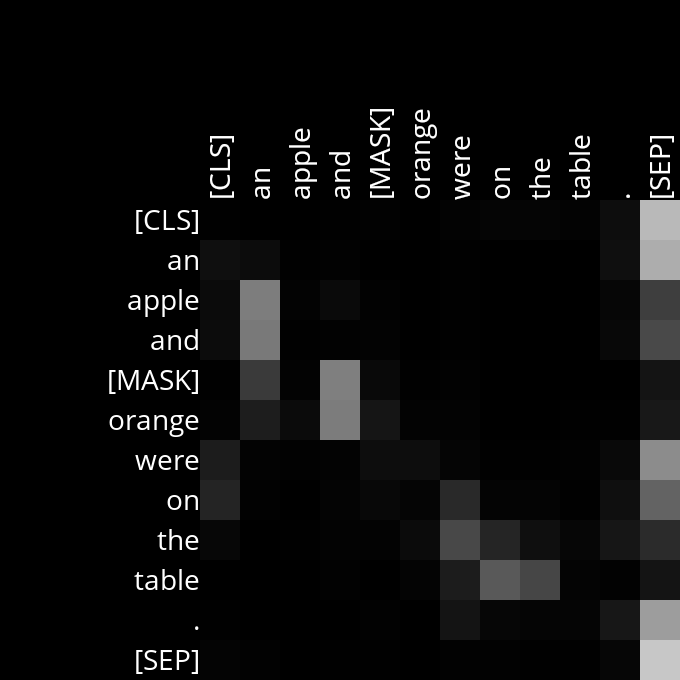 [CLS] an apple and [MASK] orange were on the table . [SEP]
[CLS]
an
apple
and
[MASK]
orange
were
on
the
table
.
[SEP]